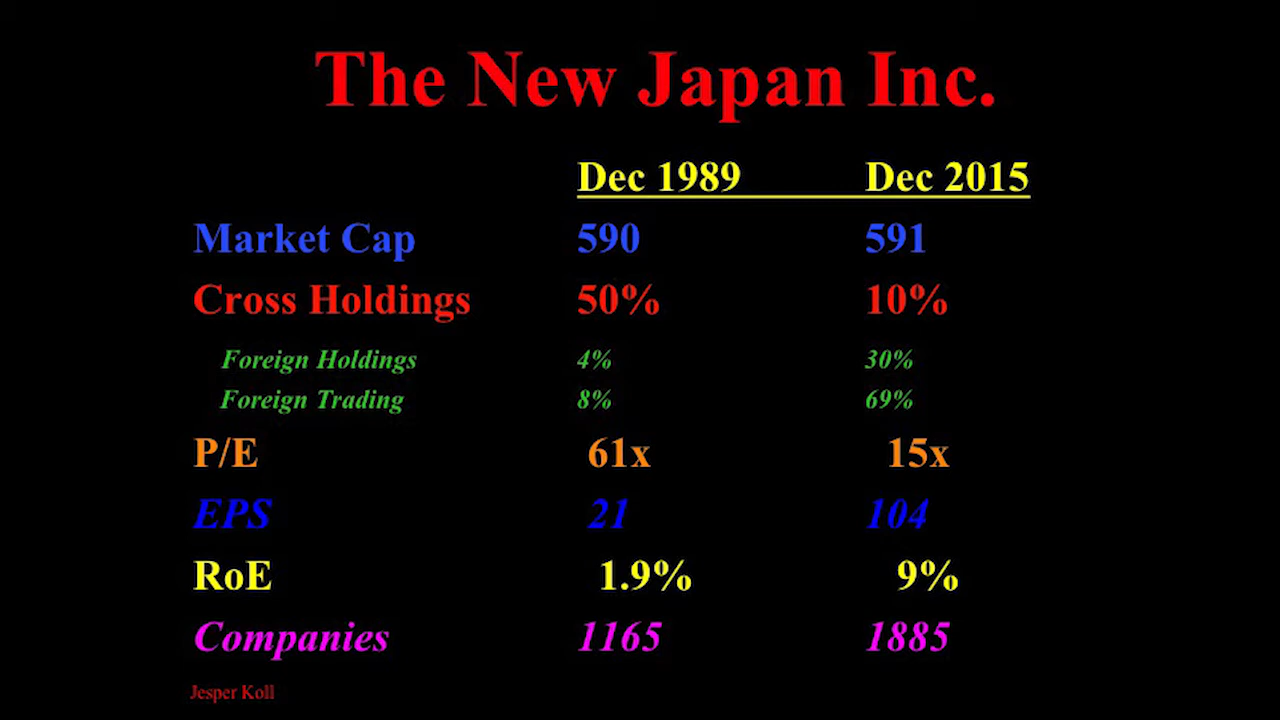 The New Japan Inc.
Dec 1989 Dec 2015
Market Cap 590 591
Cross Holdings 50% 10%
Foreign Holdings 4% 30%
Foreign Trading 8% 69%
P/E 61x 15x
EPS 21 104
RoE 1.9% 9%
Companies 1165 1885
Jesper Koll